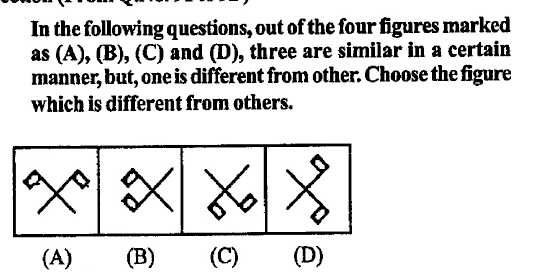 In the following questions, out of the four figures marked
as (A), (B), (C) and (D), three are similar in a certain
manner, but, one is different from other. Choose the figure
which is different from others.
(A) (B) (C) (D)